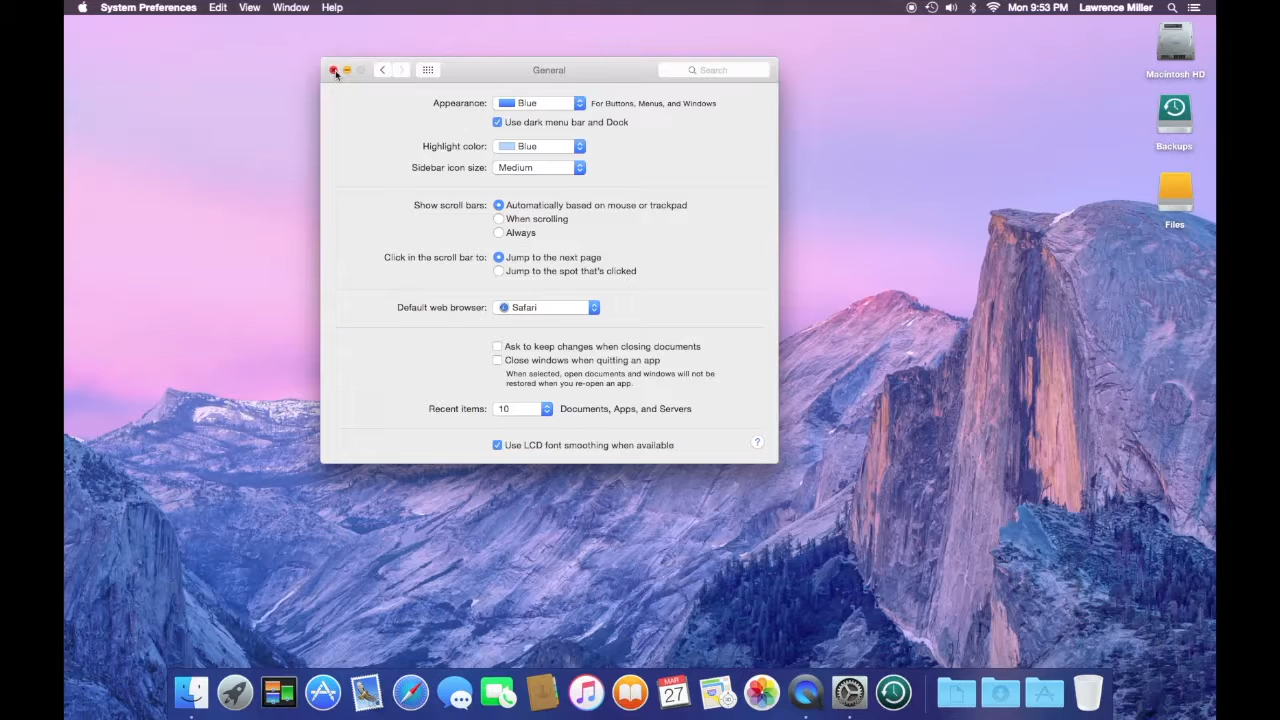 System Preferences Edit View Window Help Mon 9:53 PM Lawrence Miller
General Search
Appearance: Blue For Buttons, Menus, and Windows
Use dark menu bar and Dock
Highlight color: Blue
Sidebar icon size: Medium
Show scroll bars: Automatically based on mouse or trackpad
When scrolling
Always
Click in the scroll bar to: Jump to the next page
Jump to the spot that's clicked
Default web browser: Safari
Ask to keep changes when closing documents
Close windows when quitting an app
When selected, open documents and windows will not be
restored when you re-open an app.
Recent items: 10 Documents, Apps, and Servers
Use LCD font smoothing when available ?
Macintosh HD
Backups
Files
MAR
27